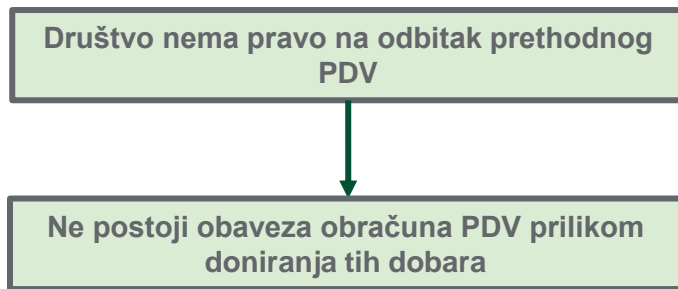 Društvo nema pravo na odbitak prethodnog
PDV
Ne postoji obaveza obračuna PDV prilikom
doniranja tih dobara